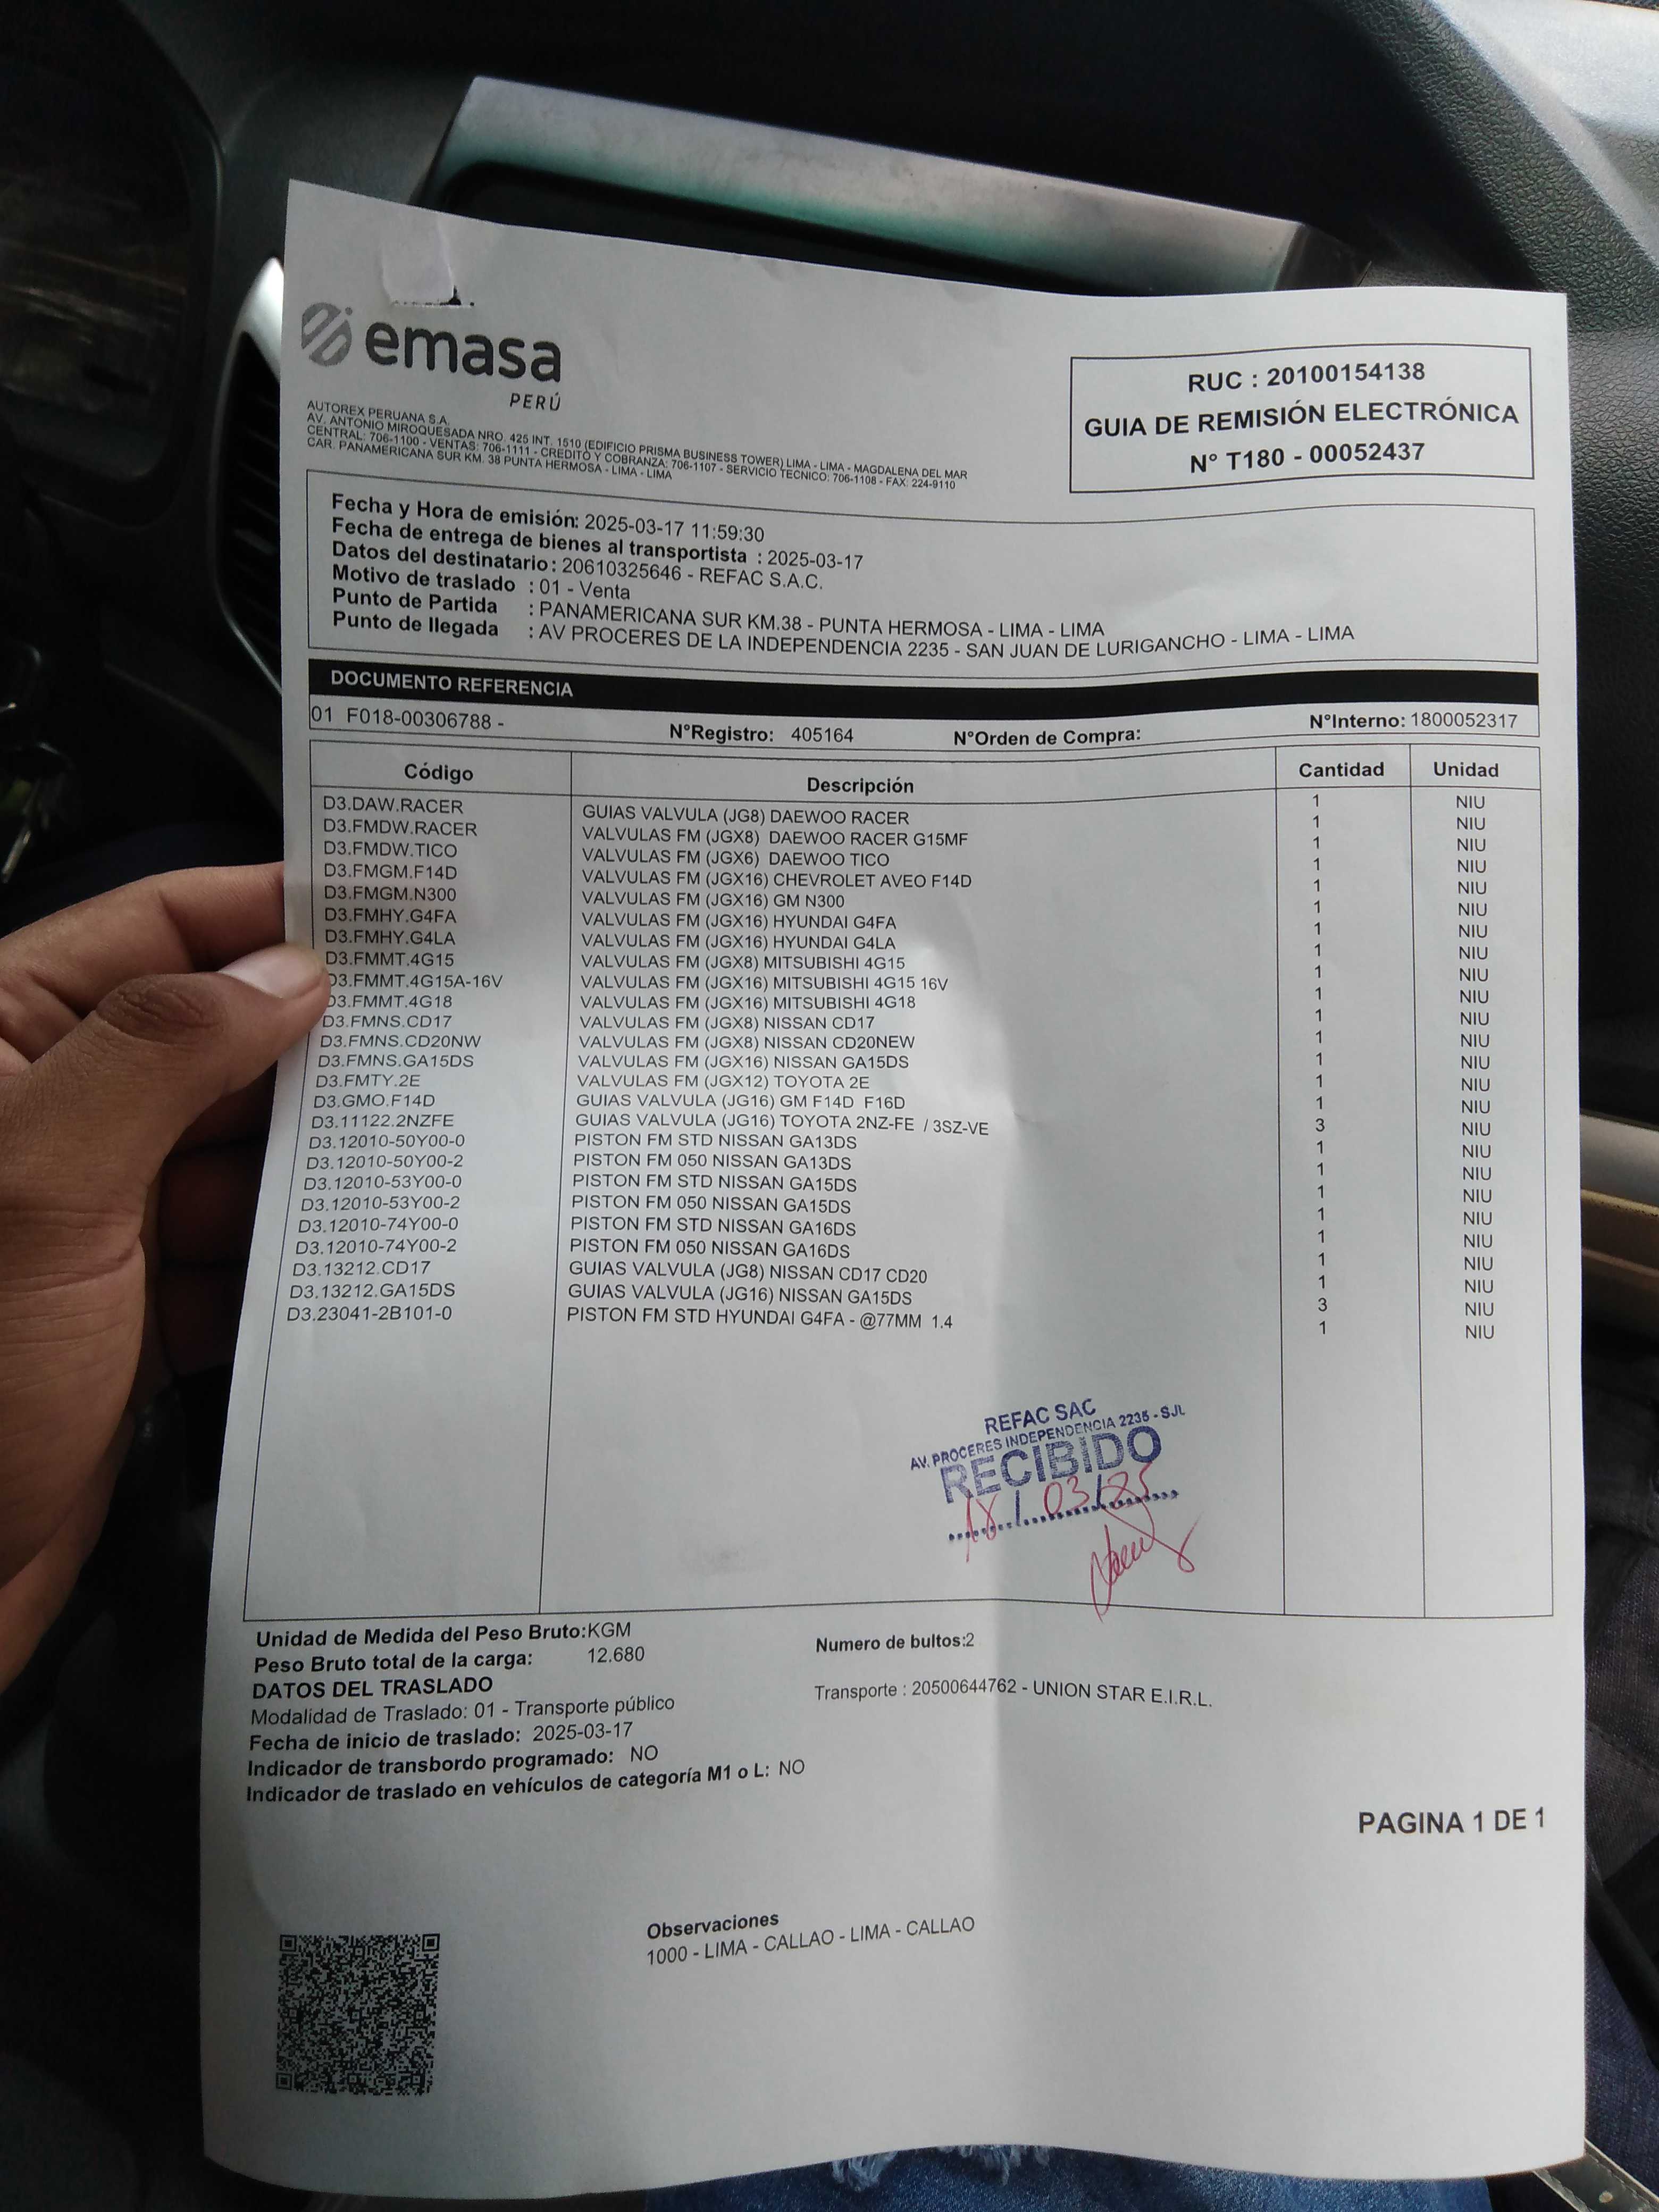 emasa
PERÚ
AUTOREX PERUANA S.A.
AV. ANTONIO MIROQUESADA NRO. 425 INT. 1510 (EDIFICIO PRISMA BUSINESS TOWER) LIMA - LIMA - MAGDALENA DEL MAR
CENTRAL: 706-1100 - VENTAS: 706-1111 - CREDITO Y COBRANZA: 706-1107 - SERVICIO TECNICO: 706-1108 - FAX: 224-9110
CAR. PANAMERICANA SUR KM. 38 PUNTA HERMOSA - LIMA - LIMA
RUC : 20100154138
GUIA DE REMISIÓN ELECTRÓNICA
N° T180 - 00052437
Fecha y Hora de emisión: 2025-03-17 11:59:30
Fecha de entrega de bienes al transportista : 2025-03-17
Datos del destinatario : 20610325646 - REFAC S.A.C.
Motivo de traslado : 01 - Venta
Punto de Partida : PANAMERICANA SUR KM.38 - PUNTA HERMOSA - LIMA - LIMA
Punto de llegada : AV PROCERES DE LA INDEPENDENCIA 2235 - SAN JUAN DE LURIGANCHO - LIMA - LIMA
DOCUMENTO REFERENCIA
01 F018-00306788 - N°Registro: 405164 N°Orden de Compra: N°Interno: 1800052317
Código Descripción Cantidad Unidad
D3.DAW.RACER GUIAS VALVULA (JG8) DAEWOO RACER 1 NIU
D3.FMDW.RACER VALVULAS FM (JGX8) DAEWOO RACER G15MF 1 NIU
D3.FMDW.TICO VALVULAS FM (JGX6) DAEWOO TICO 1 NIU
D3.FMGM.F14D VALVULAS FM (JGX16) CHEVROLET AVEO F14D 1 NIU
D3.FMGM.N300 VALVULAS FM (JGX16) GM N300 1 NIU
D3.FMHY.G4FA VALVULAS FM (JGX16) HYUNDAI G4FA 1 NIU
D3.FMHY.G4LA VALVULAS FM (JGX16) HYUNDAI G4LA 1 NIU
D3.FMMT.4G15 VALVULAS FM (JGX8) MITSUBISHI 4G15 1 NIU
D3.FMMT.4G15A-16V VALVULAS FM (JGX16) MITSUBISHI 4G15 16V 1 NIU
D3.FMMT.4G18 VALVULAS FM (JGX16) MITSUBISHI 4G18 1 NIU
D3.FMNS.CD17 VALVULAS FM (JGX8) NISSAN CD17 1 NIU
D3.FMNS.CD20NW VALVULAS FM (JGX8) NISSAN CD20NEW 1 NIU
D3.FMNS.GA15DS VALVULAS FM (JGX16) NISSAN GA15DS 1 NIU
D3.FMTY.2E VALVULAS FM (JGX12) TOYOTA 2E 1 NIU
D3.GMO.F14D GUIAS VALVULA (JG16) GM F14D F16D 1 NIU
D3.11122.2NZFE GUIAS VALVULA (JG16) TOYOTA 2NZ-FE / 3SZ-VE 3 NIU
D3.12010-50Y00-0 PISTON FM STD NISSAN GA13DS 1 NIU
D3.12010-50Y00-2 PISTON FM 050 NISSAN GA13DS 1 NIU
D3.12010-53Y00-0 PISTON FM STD NISSAN GA15DS 1 NIU
D3.12010-53Y00-2 PISTON FM 050 NISSAN GA15DS 1 NIU
D3.12010-74Y00-0 PISTON FM STD NISSAN GA16DS 1 NIU
D3.12010-74Y00-2 PISTON FM 050 NISSAN GA16DS 1 NIU
D3.13212.CD17 GUIAS VALVULA (JG8) NISSAN CD17 CD20 1 NIU
D3.13212.GA15DS GUIAS VALVULA (JG16) NISSAN GA15DS 3 NIU
D3.23041-2B101-0 PISTON FM STD HYUNDAI G4FA - @77MM 1.4 1 NIU
REFAC SAC
AV. PROCERES INDEPENDENCIA 2235 - SJL
RECIBIDO
18/03/25
Unidad de Medida del Peso Bruto:KGM Numero de bultos:2
Peso Bruto total de la carga: 12.680
DATOS DEL TRASLADO Transporte : 20500644762 - UNION STAR E.I.R.L.
Modalidad de Traslado: 01 - Transporte público
Fecha de inicio de traslado: 2025-03-17
Indicador de transbordo programado: NO
Indicador de traslado en vehículos de categoría M1 o L: NO
PAGINA 1 DE 1
Observaciones
1000 - LIMA - CALLAO - LIMA - CALLAO